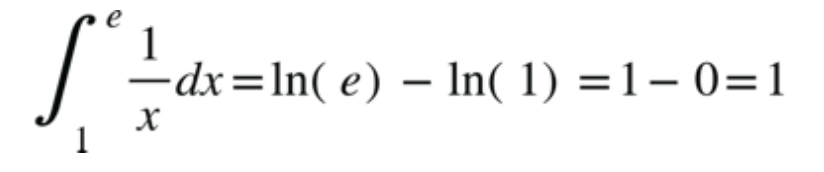 ∫₁ᵉ 1/x dx = ln( e ) − ln( 1 ) = 1 − 0 = 1